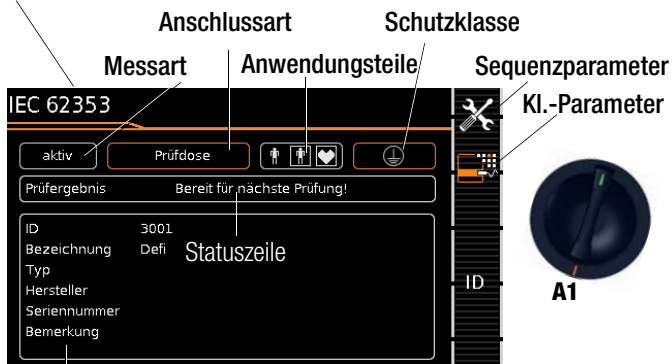 Anschlussart
Schutzklasse
Messart
Anwendungsteile
Sequenzparameter
Kl.-Parameter
IEC 62353
aktiv
Prüfdose
Prüfergebnis Bereit für nächste Prüfung!
Statuszeile
ID 3001
Bezeichnung Defi
Typ
Hersteller
Seriennummer
Bemerkung
ID
A1